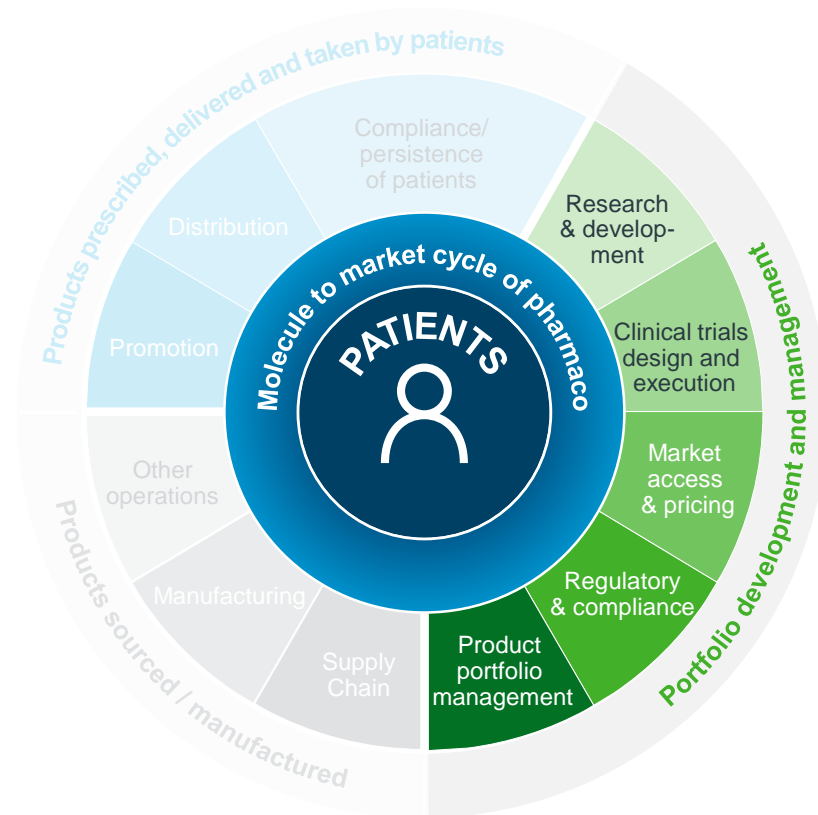 Products prescribed, delivered and taken by patients
Compliance/
persistence
of patients
Distribution
Promotion
Research
& develop-
ment
Clinical trials
design and
execution
Market
access
& pricing
Regulatory
& compliance
Product
portfolio
management
Portfolio development and management
Molecule to market cycle of pharmaco
PATIENTS
Other
operations
Manufacturing
Supply
Chain
Products sourced / manufactured